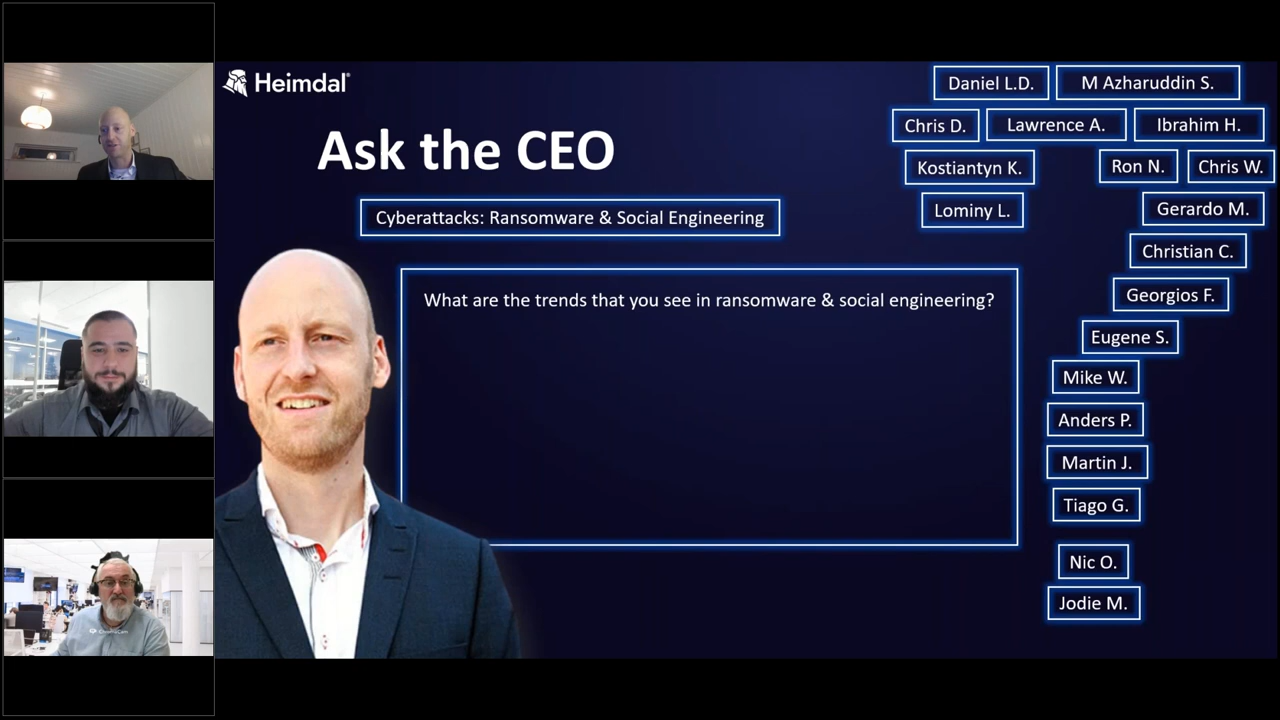 Heimdal®
Ask the CEO
Cyberattacks: Ransomware & Social Engineering
What are the trends that you see in ransomware & social engineering?
Daniel L.D.
M Azharuddin S.
Chris D.
Lawrence A.
Ibrahim H.
Kostiantyn K.
Ron N.
Chris W.
Lominy L.
Gerardo M.
Christian C.
Georgios F.
Eugene S.
Mike W.
Anders P.
Martin J.
Tiago G.
Nic O.
Jodie M.